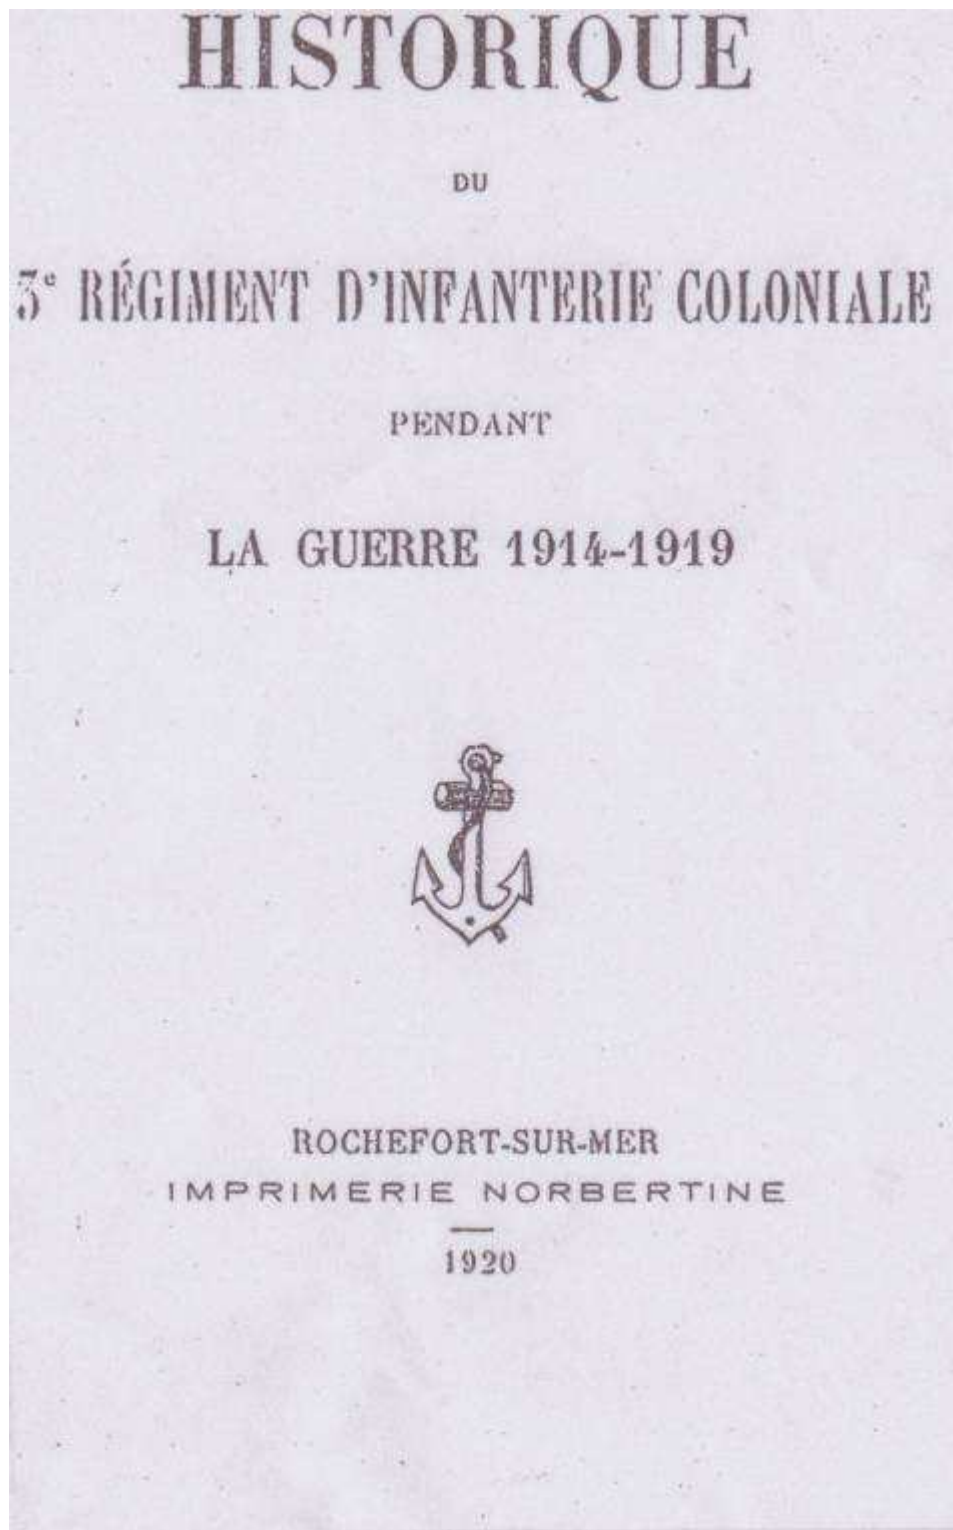 HISTORIQUE
DU
3e RÉGIMENT D'INFANTERIE COLONIALE
PENDANT
LA GUERRE 1914-1919
ROCHEFORT-SUR-MER
IMPRIMERIE NORBERTINE
1920